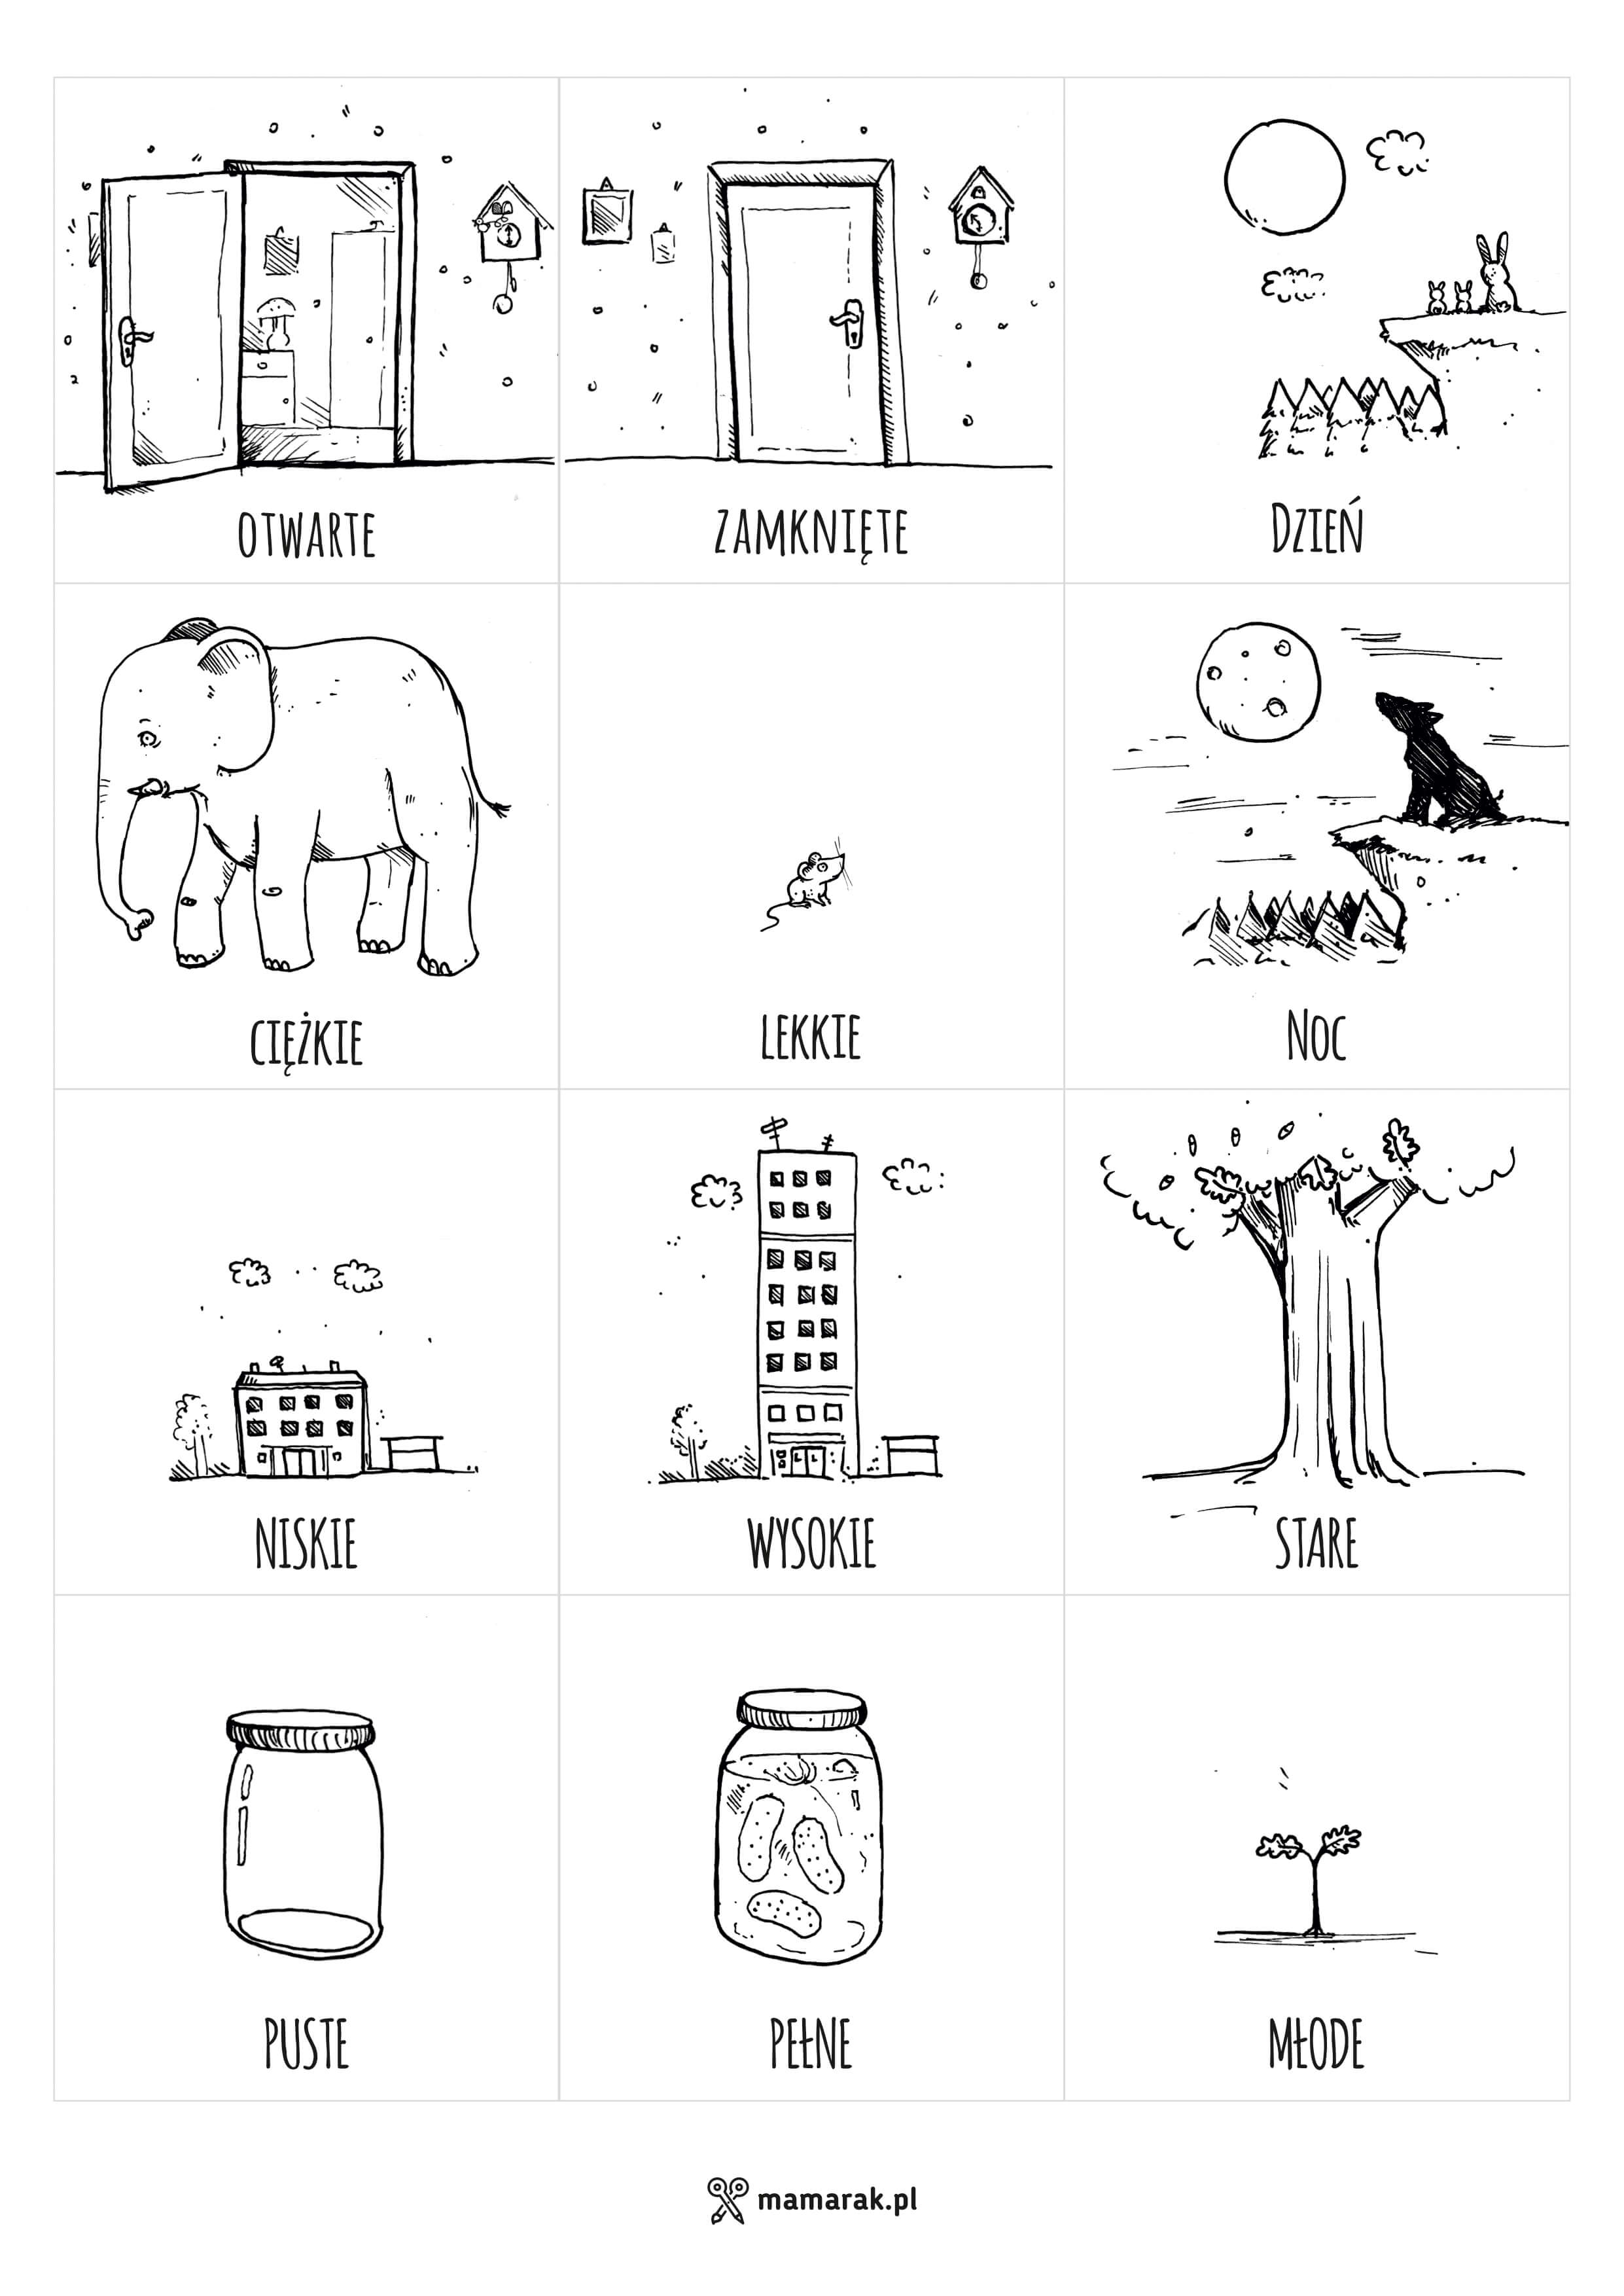 OTWARTE
ZAMKNIĘTE
DZIEŃ
CIĘŻKIE
LEKKIE
NOC
NISKIE
WYSOKIE
STARE
PUSTE
PEŁNE
MŁODE
mamarak.pl